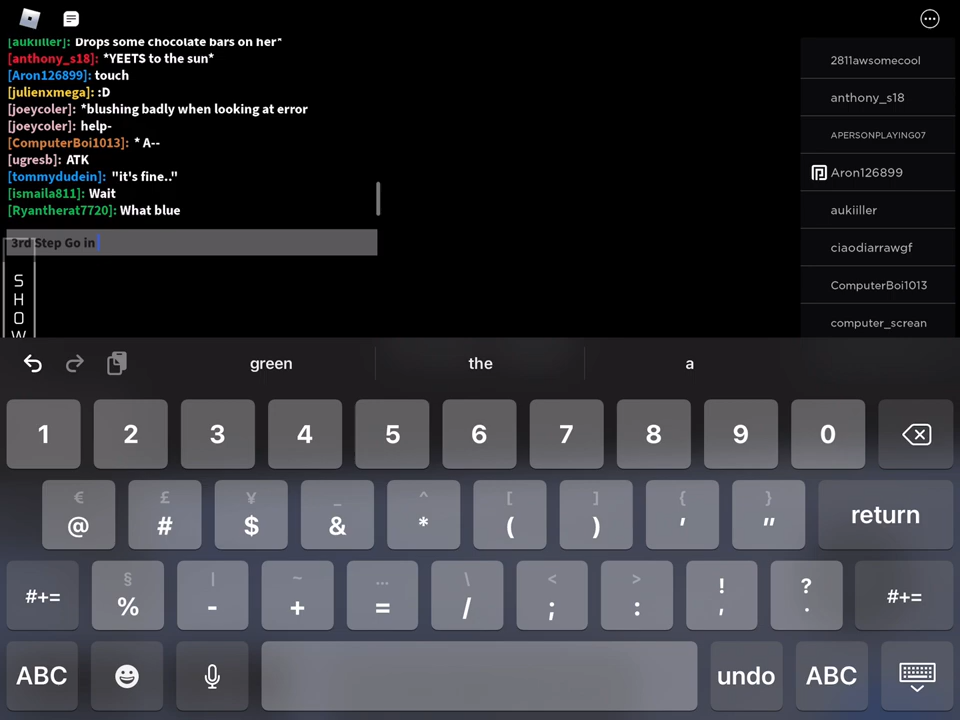 [aukiiller]: Drops some chocolate bars on her*
[anthony_s18]: *YEETS to the sun*
[Aron126899]: touch
[julienxmega]: :D
[joeycoler]: *blushing badly when looking at error
[joeycoler]: help-
[ComputerBoi1013]: * A--
[ugresb]: ATK
[tommydudein]: "it's fine.."
[ismaila811]: Wait
[Ryantherat7720]: What blue
3rd Step Go in
SHOW
2811awsomecool
anthony_s18
APERSONPLAYING07
Aron126899
aukiiller
ciaodiarrawgf
ComputerBoi1013
computer_screan
green the a
1 2 3 4 5 6 7 8 9 0
€ £ ¥ _ ^ [ ] { }
@ # $ & * ( ) ' " return
§ | ~ … \ < > ! ?
#+= % - + = / ; : , . #+=
ABC undo ABC